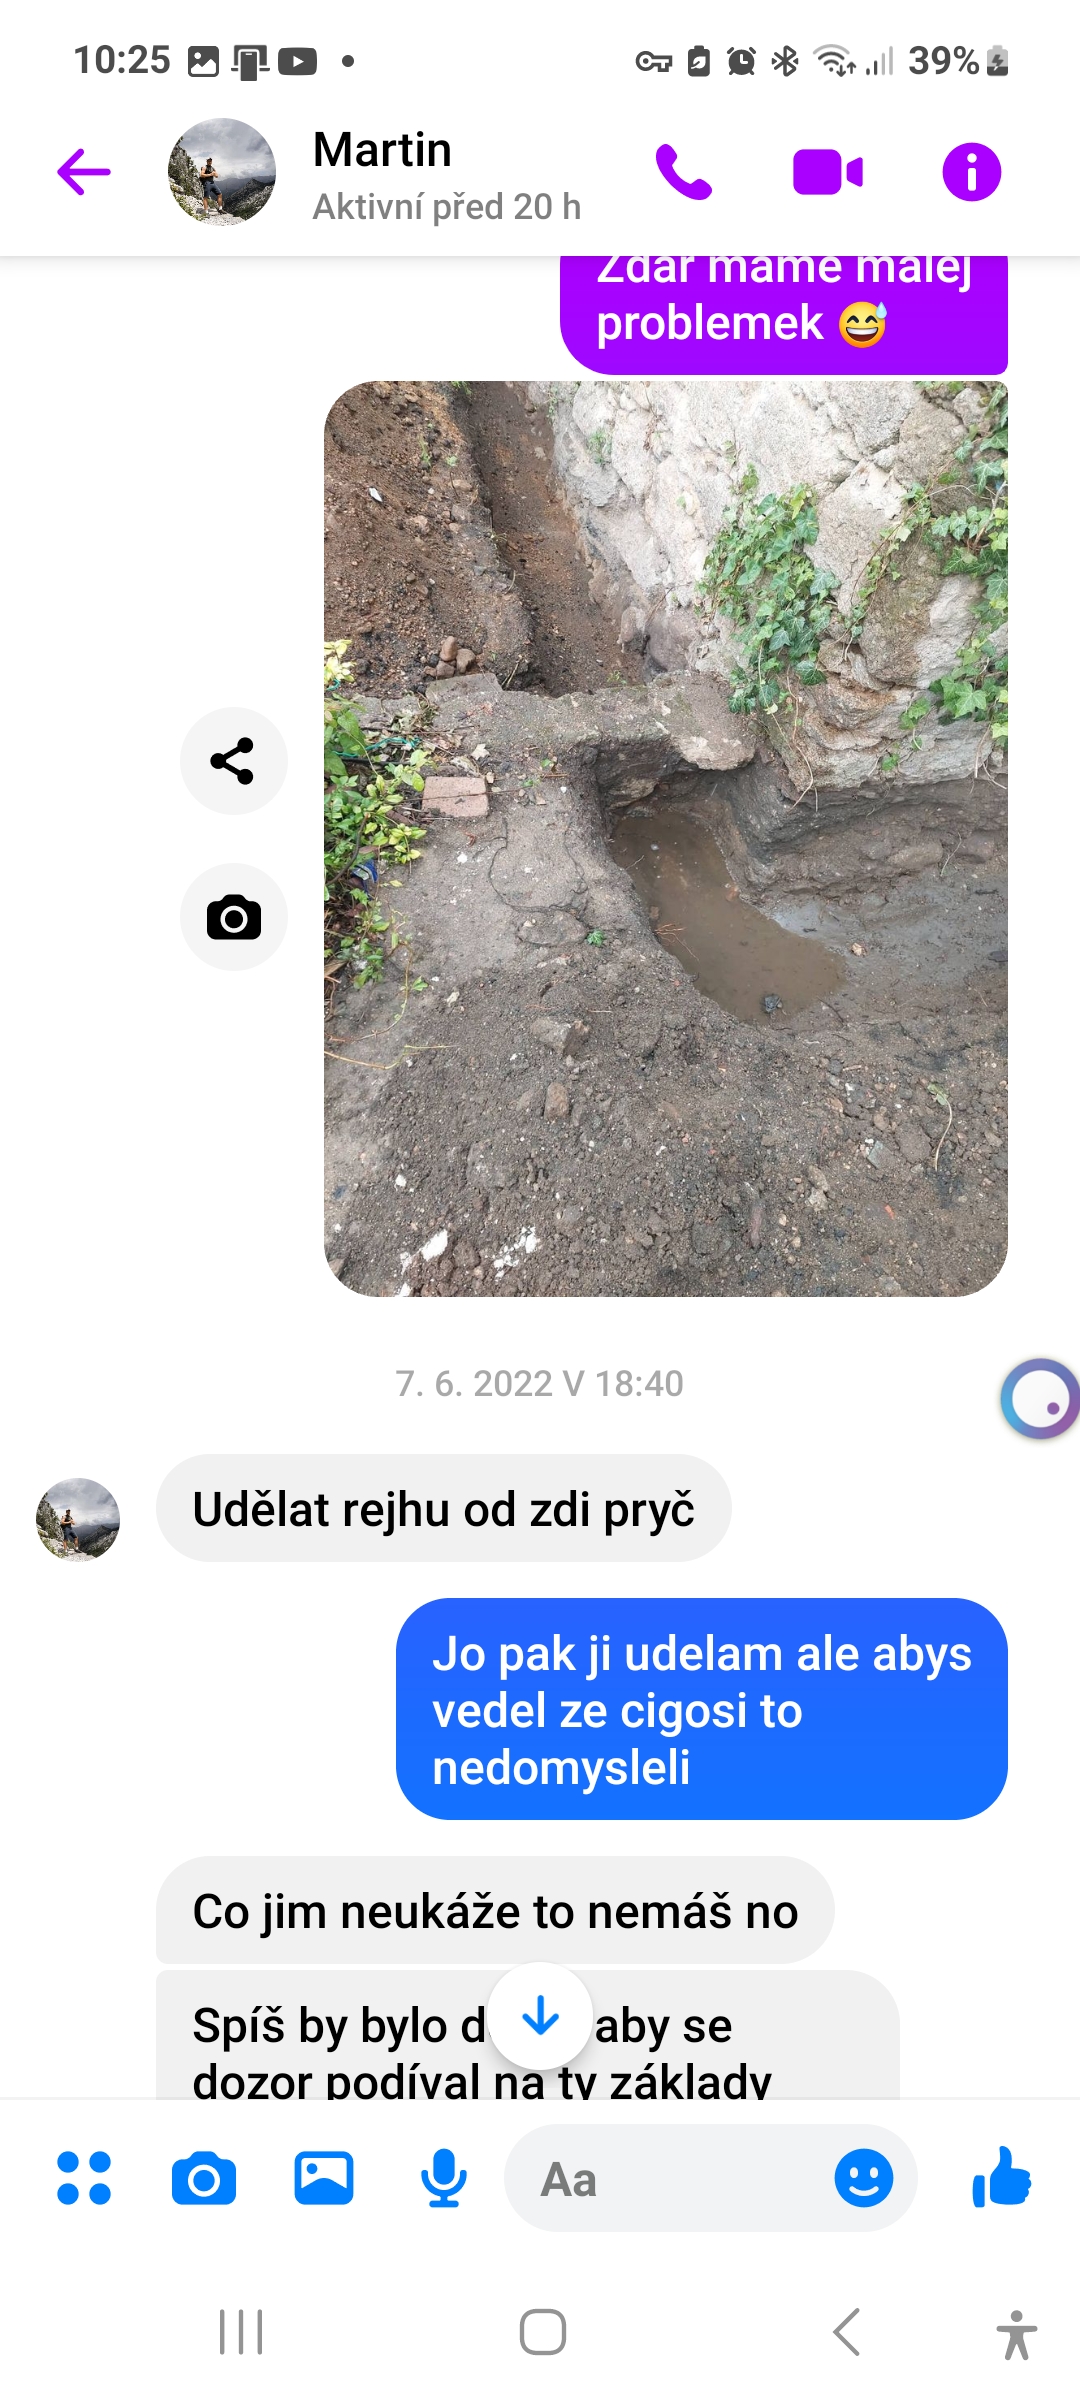 10:25
39%
Martin
Aktivní před 20 h
Zdar mame malej
problemek 😅
7. 6. 2022 V 18:40
Udělat rejhu od zdi pryč
Jo pak ji udelam ale abys
vedel ze cigosi to
nedomysleli
Co jim neukáže to nemáš no
Spíš by bylo aby se
dozor podíval na ty základy
Aa